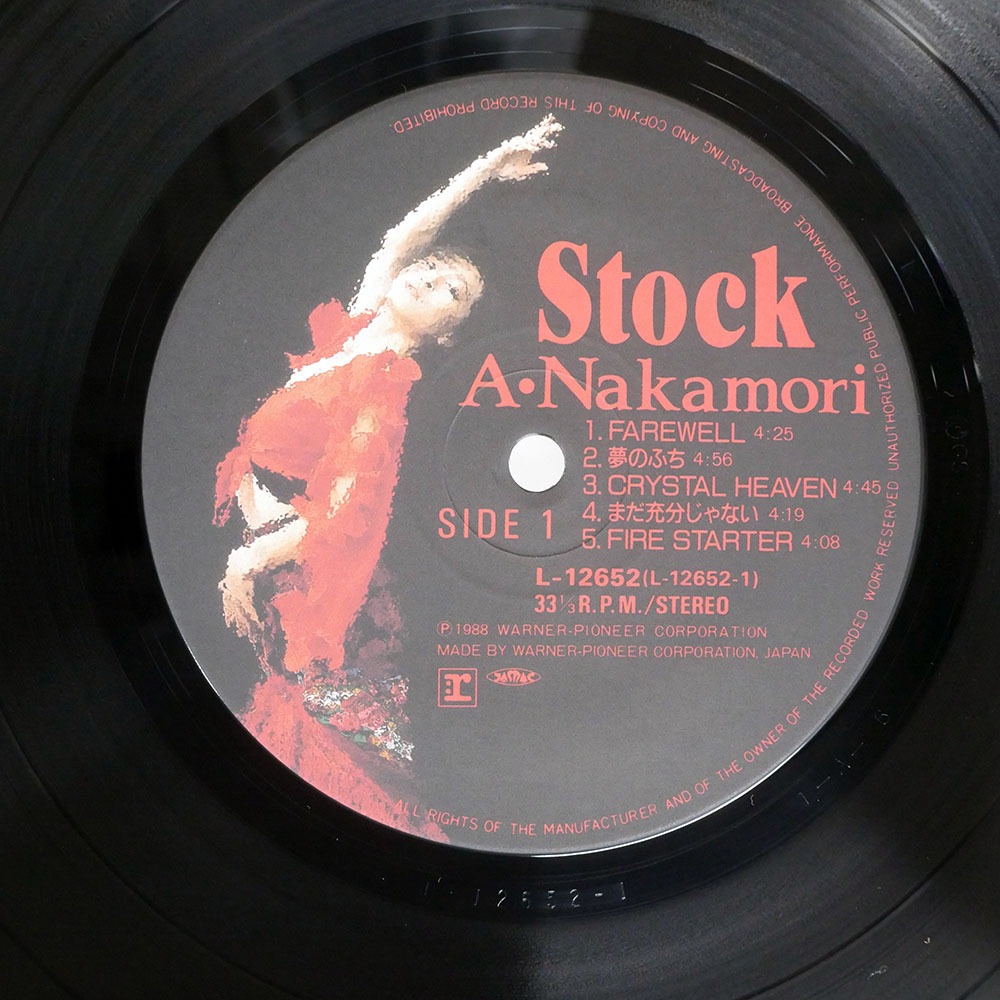 Stock
A・Nakamori
1. FAREWELL 4:25
2. 夢のふち 4:56
3. CRYSTAL HEAVEN 4:45
4. まだ充分じゃない 4:19
5. FIRE STARTER 4:08
SIDE 1
L-12652(L-12652-1)
33⅓ R.P.M./STEREO
Ⓟ1988 WARNER-PIONEER CORPORATION
MADE BY WARNER-PIONEER CORPORATION, JAPAN
r JASRAC
ALL RIGHTS OF THE MANUFACTURER AND OF THE OWNER OF THE RECORDED WORK RESERVED UNAUTHORIZED PUBLIC PERFORMANCE BROADCASTING AND COPYING OF THIS RECORD PROHIBITED.
12652-1